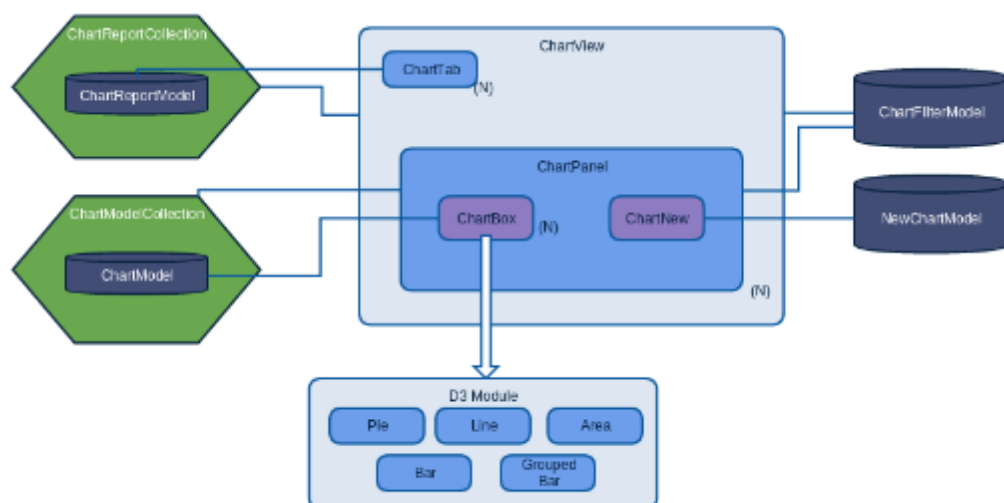 ChartReportCollection
ChartReportModel
ChartView
ChartTab
(N)
ChartFilterModel
ChartPanel
ChartModelCollection
ChartBox
(N)
ChartNew
NewChartModel
ChartModel
(N)
D3 Module
Pie
Line
Area
Bar
Grouped
Bar